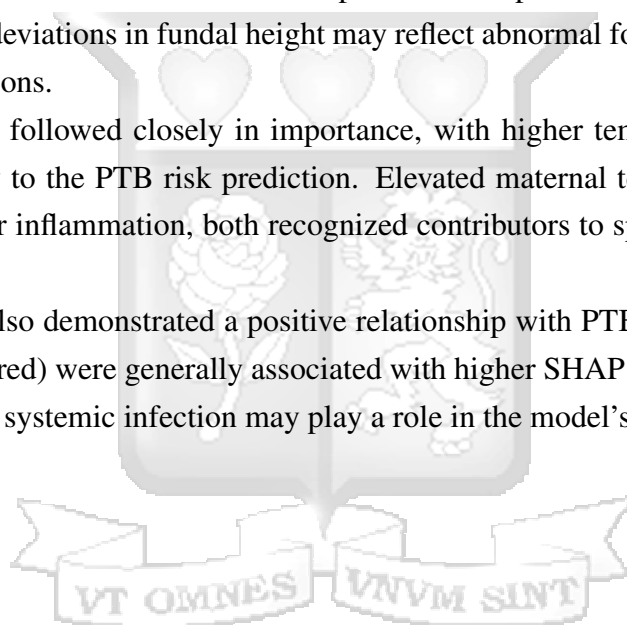 deviations in fundal height may reflect abnormal fo
ons.
followed closely in importance, with higher ten
to the PTB risk prediction. Elevated maternal t
r inflammation, both recognized contributors to s
lso demonstrated a positive relationship with PTB
red) were generally associated with higher SHAP
systemic infection may play a role in the model's
VT OMNES VNVM SINT